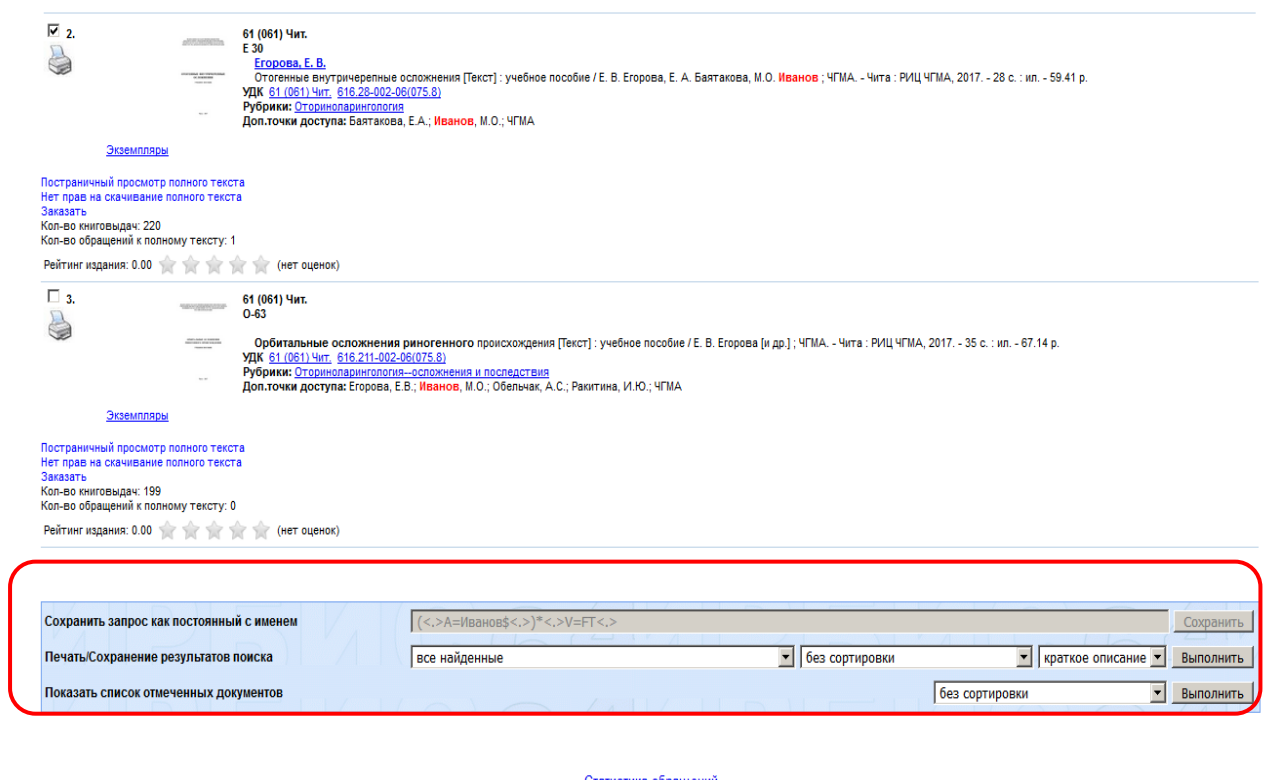 2.
61 (061) Чит.
Е 30
Егорова, Е. В.
Отогенные внутричерепные осложнения [Текст] : учебное пособие / Е. В. Егорова, Е. А. Баятакова, М.О. Иванов ; ЧГМА. - Чита : РИЦ ЧГМА, 2017. - 28 с. : ил. - 59.41 р.
УДК 61 (061) Чит. 616.28-002-06(075.8)
Рубрики: Оториноларингология
Доп.точки доступа: Баятакова, Е.А.; Иванов, М.О.; ЧГМА
Экземпляры
Постраничный просмотр полного текста
Нет прав на скачивание полного текста
Заказать
Кол-во книговыдач: 220
Кол-во обращений к полному тексту: 1
Рейтинг издания: 0.00 (нет оценок)
3.
61 (061) Чит.
О-63
Орбитальные осложнения риногенного происхождения [Текст] : учебное пособие / Е. В. Егорова [и др.] ; ЧГМА. - Чита : РИЦ ЧГМА, 2017. - 35 с. : ил. - 67.14 р.
УДК 61 (061) Чит. 616.211-002-06(075.8)
Рубрики: Оториноларингология--осложнения и последствия
Доп.точки доступа: Егорова, Е.В.; Иванов, М.О.; Обельчак, А.С.; Ракитина, И.Ю.; ЧГМА
Экземпляры
Постраничный просмотр полного текста
Нет прав на скачивание полного текста
Заказать
Кол-во книговыдач: 199
Кол-во обращений к полному тексту: 0
Рейтинг издания: 0.00 (нет оценок)
Сохранить запрос как постоянный с именем (<.>A=Иванов$<.>)*<.>V=FT<.> Сохранить
Печать/Сохранение результатов поиска все найденные без сортировки краткое описание Выполнить
Показать список отмеченных документов без сортировки Выполнить
Статистика обращений